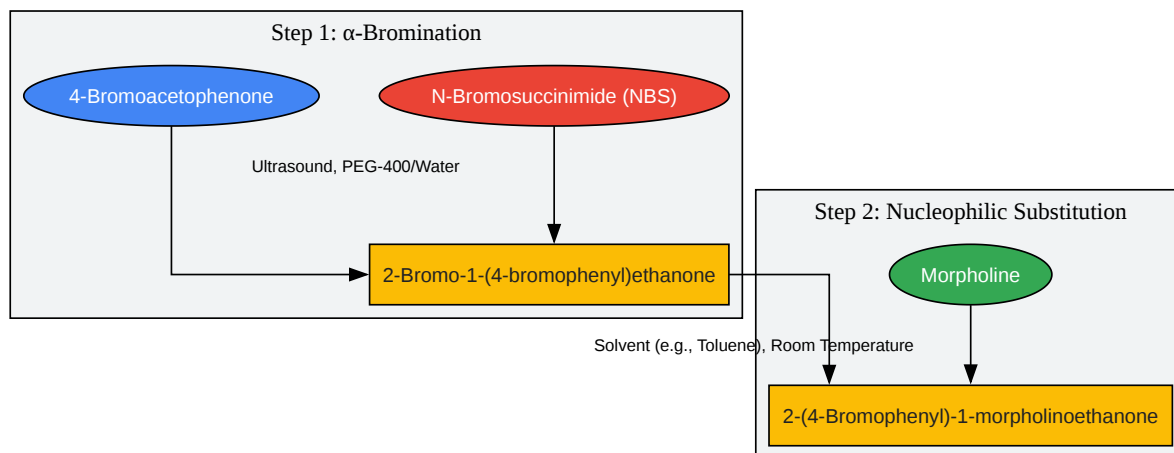 Step 1: α-Bromination
4-Bromoacetophenone
N-Bromosuccinimide (NBS)
Ultrasound, PEG-400/Water
2-Bromo-1-(4-bromophenyl)ethanone
Step 2: Nucleophilic Substitution
Morpholine
Solvent (e.g., Toluene), Room Temperature
2-(4-Bromophenyl)-1-morpholinoethanone